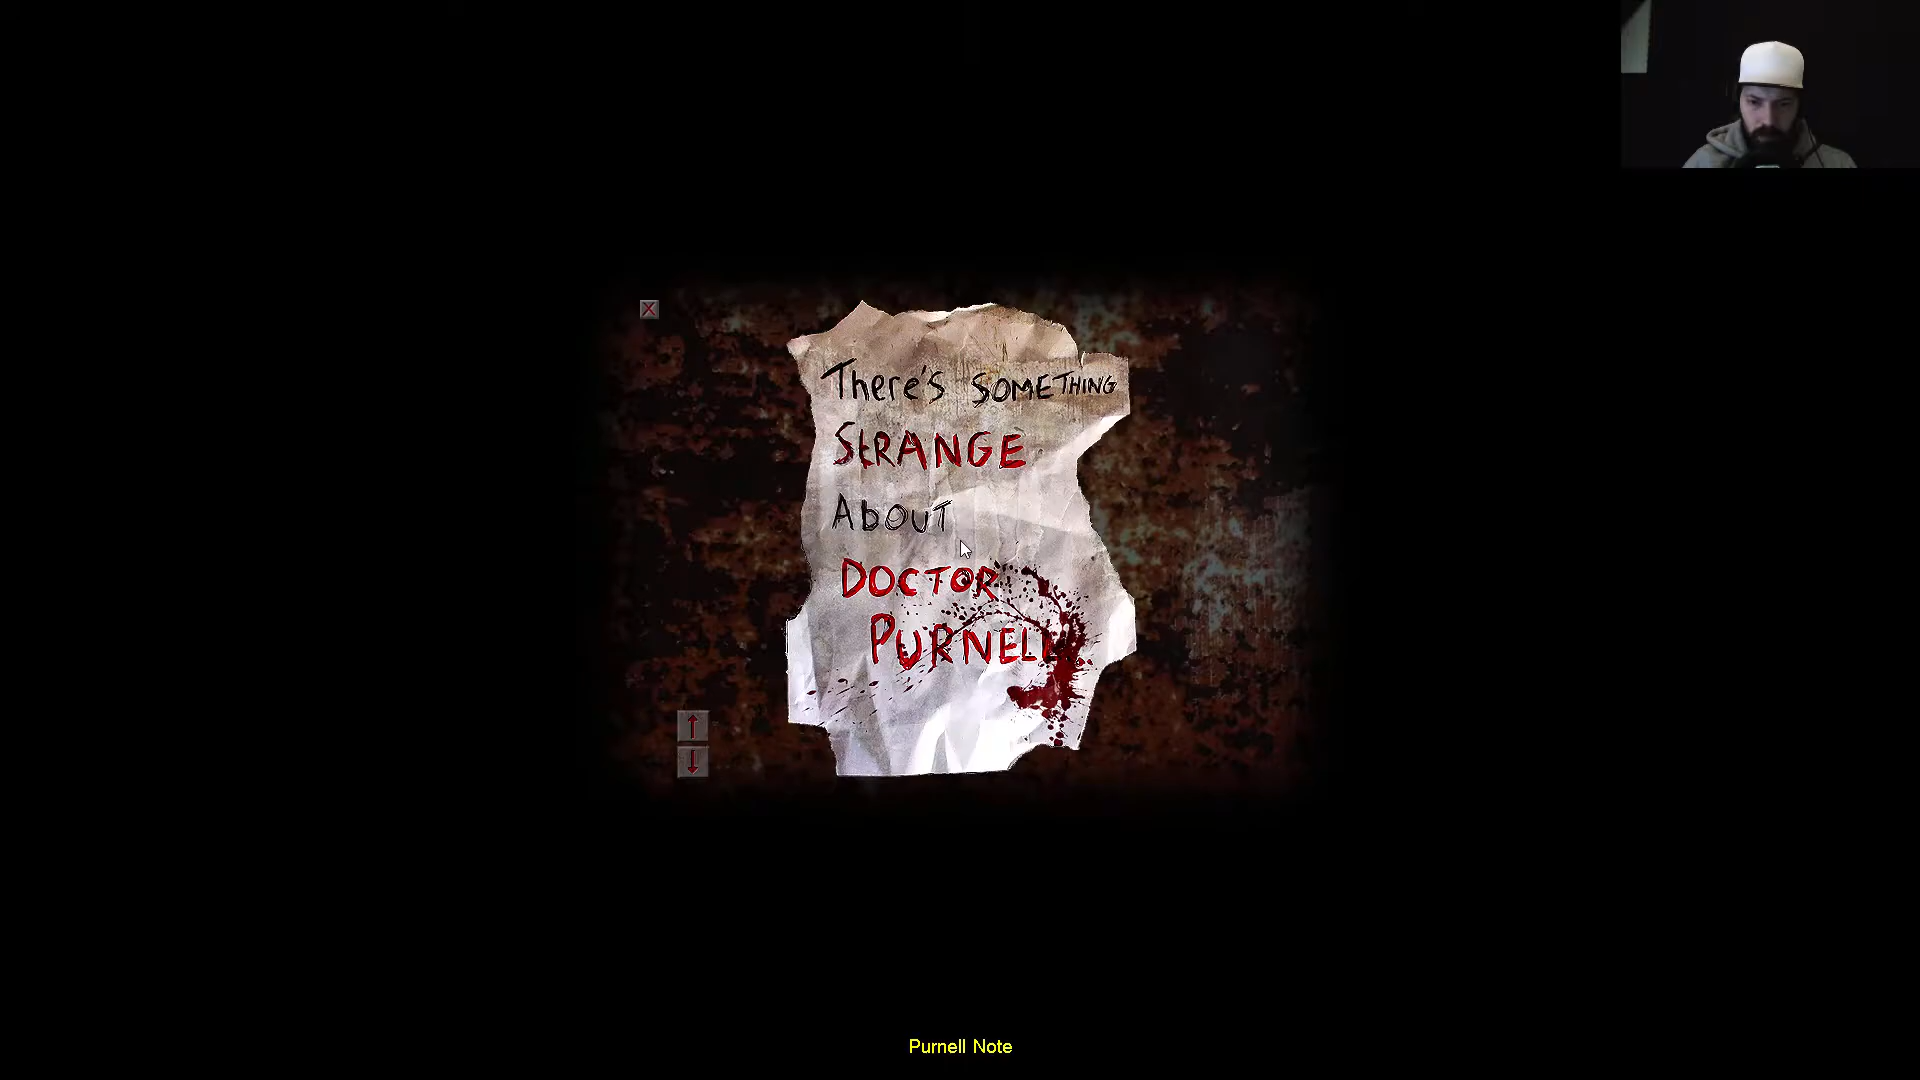 There's SOMETHING
StRANGE
AboUT
DOCTOR
PURNELL
Purnell Note